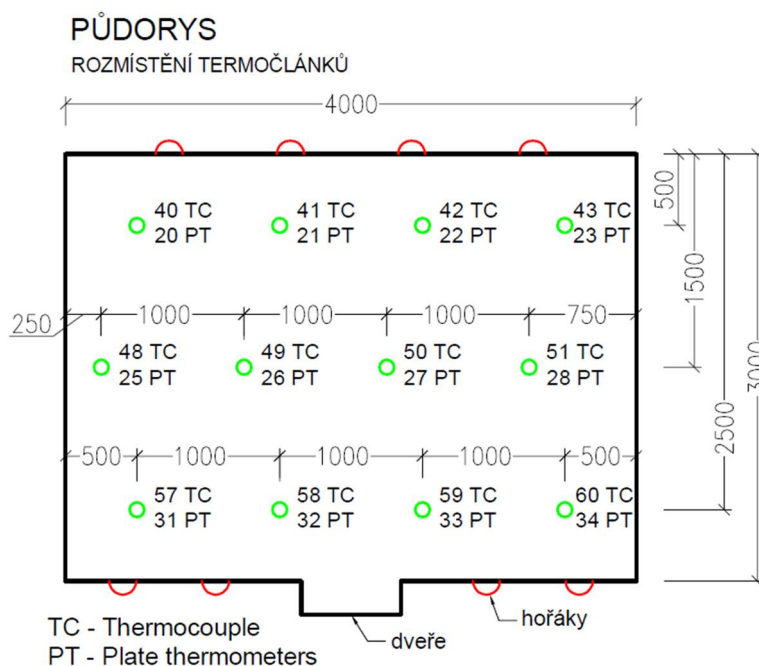 PŮDORYS
ROZMÍSTĚNÍ TERMOČLÁNKŮ
4000
40 TC 41 TC 42 TC 43 TC
20 PT 21 PT 22 PT 23 PT
500
250 1000 1000 1000 750
1500
48 TC 49 TC 50 TC 51 TC
25 PT 26 PT 27 PT 28 PT
3000
2500
500 1000 1000 1000 500
57 TC 58 TC 59 TC 60 TC
31 PT 32 PT 33 PT 34 PT
hořáky
TC - Thermocouple
dveře
PT - Plate thermometers